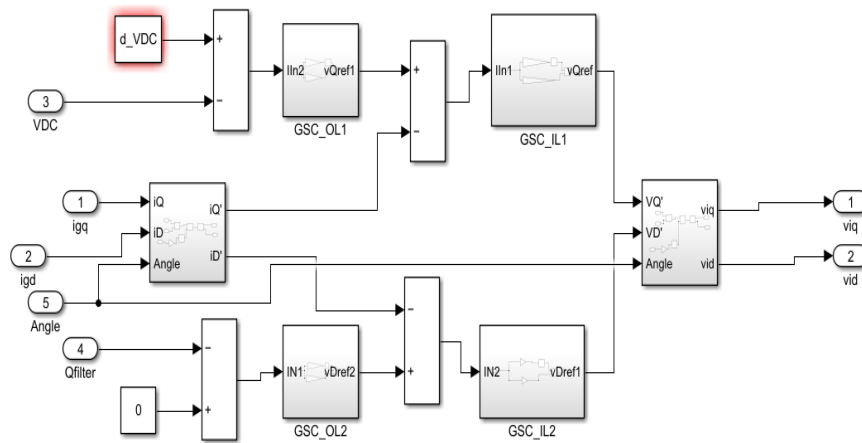 d_VDC
+
−
3
VDC
IIn2
vQref1
GSC_OL1
+
−
IIn1
vQref
GSC_IL1
1
igq
2
igd
5
Angle
iQ
iD
Angle
iQ'
iD'
VQ'
VD'
Angle
viq
vid
1
viq
2
vid
4
Qfilter
0
−
+
IN1
vDref2
GSC_OL2
−
+
IN2
vDref1
GSC_IL2